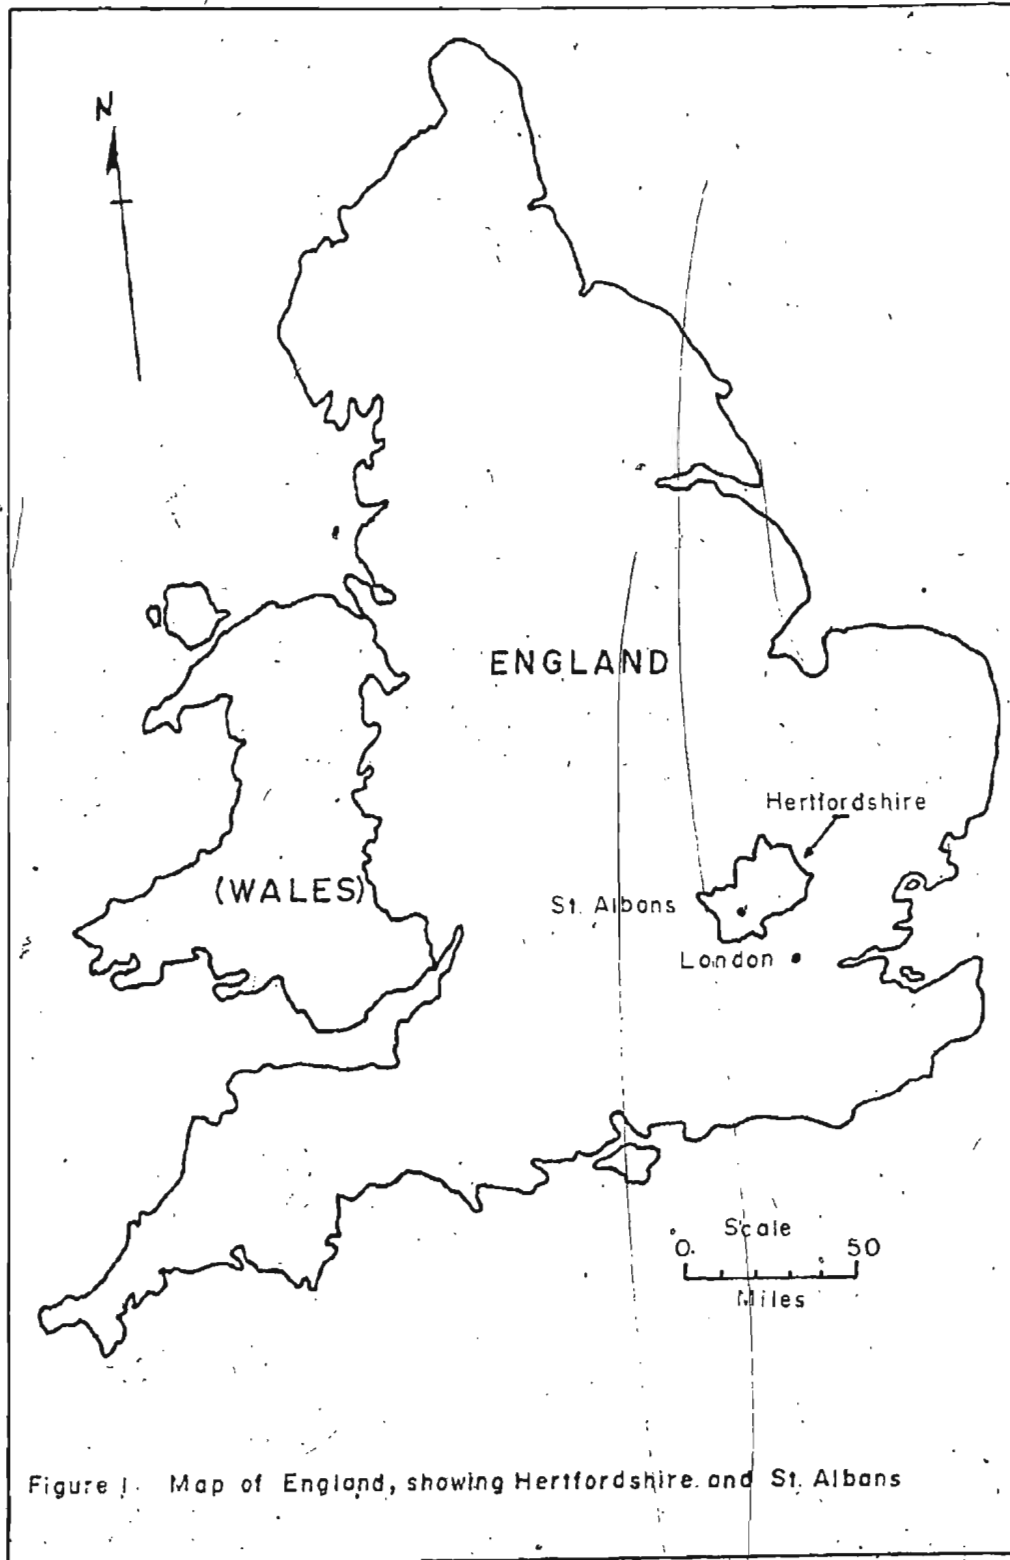 N
ENGLAND
Hertfordshire
(WALES)
St. Albans
London
Scale
0 50
Miles
Figure 1. Map of England, showing Hertfordshire and St. Albans